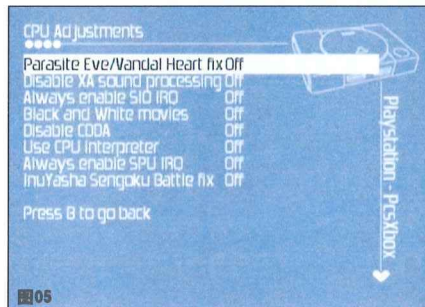 CPU Adjustments
Parasite Eve/Vandal Heart fix Off
Disable XA sound processing Off
Always enable SIO IRQ Off
Black and White movies Off
Disable CDDA Off
Use CPU Interpreter Off
Always enable SPU IRQ Off
InuYasha Sengoku Battle fix Off
Press B to go back
Playstation - PcsXbox
图05